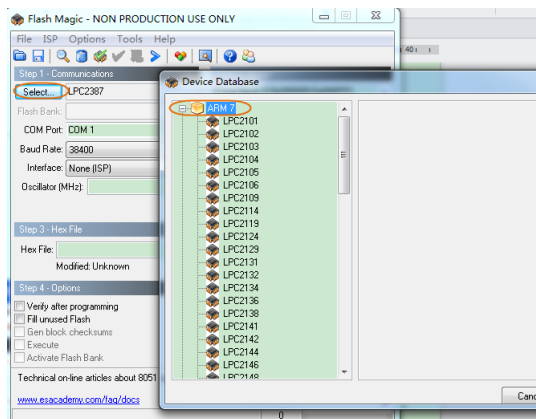 Flash Magic - NON PRODUCTION USE ONLY
File ISP Options Tools Help
Step 1 - Communications
Select... LPC2387
Flash Bank:
COM Port: COM 1
Baud Rate: 38400
Interface: None (ISP)
Oscillator (MHz):
Step 3 - Hex File
Hex File:
Modified: Unknown
Step 4 - Options
Verify after programming
Fill unused Flash
Gen block checksums
Execute
Activate Flash Bank
Technical on-line articles about 8051
www.esacademy.com/faq/docs
0
40
Device Database
ARM 7
LPC2101
LPC2102
LPC2103
LPC2104
LPC2105
LPC2106
LPC2109
LPC2114
LPC2119
LPC2124
LPC2129
LPC2131
LPC2132
LPC2134
LPC2136
LPC2138
LPC2141
LPC2142
LPC2144
LPC2146
LPC2148
Canc